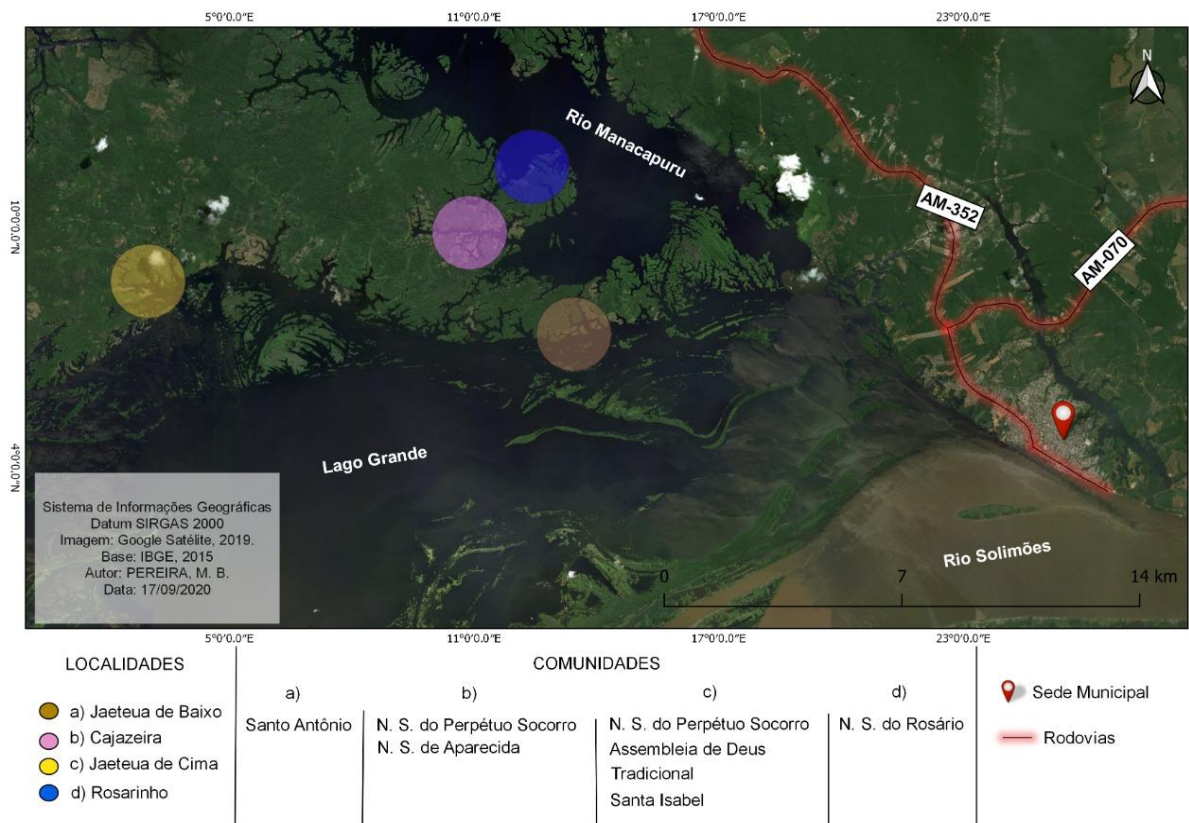 5°0'0.0"E
11°0'0.0"E
17°0'0.0"E
23°0'0.0"E
N
Rio Manacapuru
AM-352
10°0'0.0"N
AM-070
4°0'0.0"N
Lago Grande
Sistema de Informações Geográficas
Datum SIRGAS 2000
Imagem: Google Satélite, 2019.
Base: IBGE, 2015
Autor: PEREIRA, M. B.
Data: 17/09/2020
Rio Solimões
0 7 14 km
5°0'0.0"E
11°0'0.0"E
17°0'0.0"E
23°0'0.0"E
LOCALIDADES
a) Jaeteua de Baixo
b) Cajazeira
c) Jaeteua de Cima
d) Rosarinho
COMUNIDADES
a)
Santo Antônio
b)
N. S. do Perpétuo Socorro
N. S. de Aparecida
c)
N. S. do Perpétuo Socorro
Assembleia de Deus
Tradicional
Santa Isabel
d)
N. S. do Rosário
Sede Municipal
Rodovias